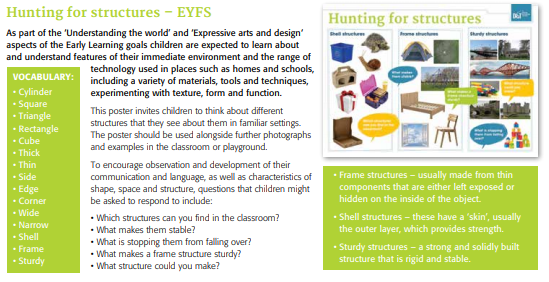 Hunting for structures – EYFS
As part of the 'Understanding the world' and 'Expressive arts and design'
aspects of the Early Learning goals children are expected to learn about
and understand features of their immediate environment and the range of
technology used in places such as homes and schools,
including a variety of materials, tools and techniques,
experimenting with texture, form and function.
VOCABULARY:
• Cylinder
• Square
• Triangle
• Rectangle
• Cube
• Thick
• Thin
• Side
• Edge
• Corner
• Wide
• Narrow
• Shell
• Frame
• Sturdy
This poster invites children to think about different
structures that they see about them in familiar settings.
The poster should be used alongside further photographs
and examples in the classroom or playground.
To encourage observation and development of their
communication and language, as well as characteristics of
shape, space and structure, questions that children might
be asked to respond to include:
• Which structures can you find in the classroom?
• What makes them stable?
• What is stopping them from falling over?
• What makes a frame structure sturdy?
• What structure could you make?
Hunting for structures
Shell structures
Frame structures
Sturdy structures
• Frame structures – usually made from thin
components that are either left exposed or
hidden on the inside of the object.
• Shell structures – these have a 'skin', usually
the outer layer, which provides strength.
• Sturdy structures – a strong and solidly built
structure that is rigid and stable.